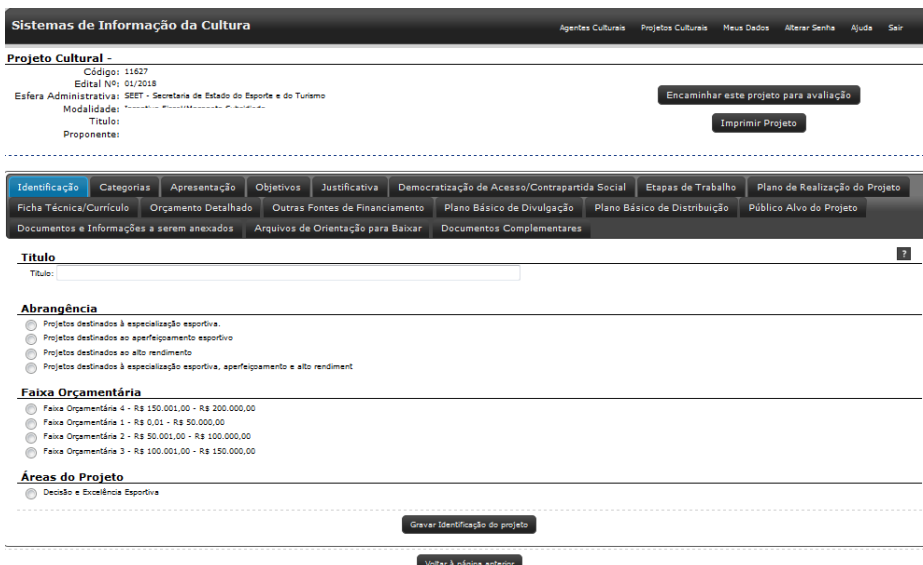 Sistemas de Informação da Cultura
Agentes Culturais Projetos Culturais Meus Dados Alterar Senha Ajuda Sair
Projeto Cultural -
Código: 11627
Edital Nº: 01/2018
Esfera Administrativa: SEET - Secretaria de Estado do Esporte e do Turismo
Modalidade:
Titulo:
Proponente:
Encaminhar este projeto para avaliação
Imprimir Projeto
Identificação Categorias Apresentação Objetivos Justificativa Democratização de Acesso/Contrapartida Social Etapas de Trabalho Plano de Realização do Projeto
Ficha Técnica/Currículo Orçamento Detalhado Outras Fontes de Financiamento Plano Básico de Divulgação Plano Básico de Distribuição Público Alvo do Projeto
Documentos e Informações a serem anexados Arquivos de Orientação para Baixar Documentos Complementares
Titulo ?
Titulo:
Abrangência
Projetos destinados à especialização esportiva.
Projetos destinados ao aperfeiçoamento esportivo
Projetos destinados ao alto rendimento
Projetos destinados à especialização esportiva, aperfeiçoamento e alto rendiment
Faixa Orçamentária
Faixa Orçamentária 4 - R$ 150.001,00 - R$ 200.000,00
Faixa Orçamentária 1 - R$ 0,01 - R$ 50.000,00
Faixa Orçamentária 2 - R$ 50.001,00 - R$ 100.000,00
Faixa Orçamentária 3 - R$ 100.001,00 - R$ 150.000,00
Áreas do Projeto
Decisão e Excelência Esportiva
Gravar Identificação do projeto
Voltar à página anterior